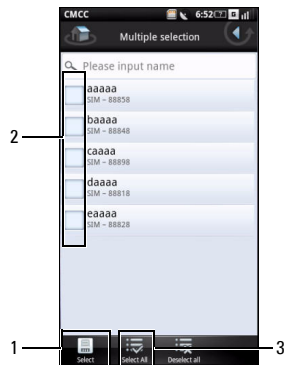 CMCC 6:52
Multiple selection
Please input name
aaaaa
SIM – 88858
2
baaaa
SIM – 88848
caaaa
SIM – 88898
daaaa
SIM – 88818
eaaaa
SIM – 88828
1
3
Select Select All Deselect all